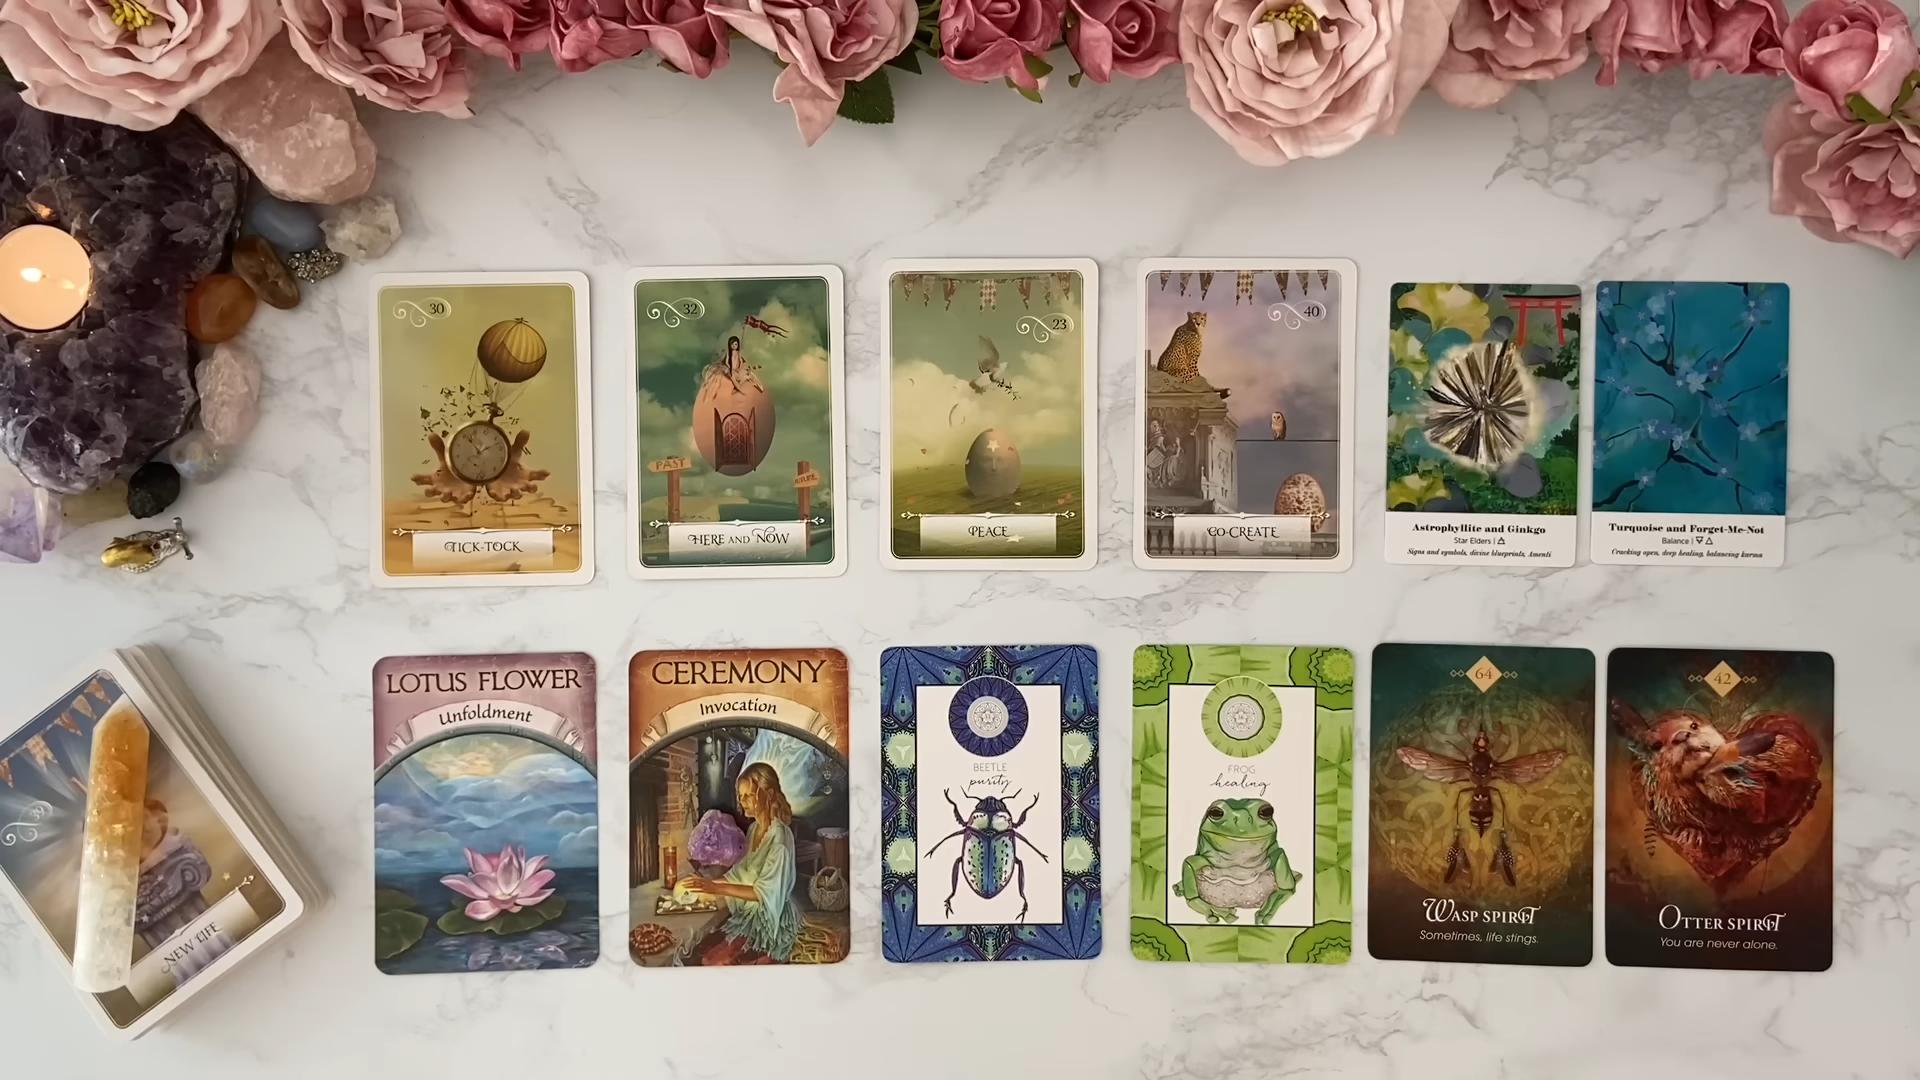 30
TICK-TOCK
32
PAST
FUTURE
HERE AND NOW
23
PEACE
40
CO-CREATE
Astrophyllite and Ginkgo
Star Elders |
Signs and symbols, divine blueprints, Amenti
Turquoise and Forget-Me-Not
Balance |
Cracking open, deep healing, balancing karma
39
NEW LIFE
LOTUS FLOWER
Unfoldment
CEREMONY
Invocation
BEETLE
purity
FROG
healing
64
WASP SPIRIT
Sometimes, life stings.
42
OTTER SPIRIT
You are never alone.